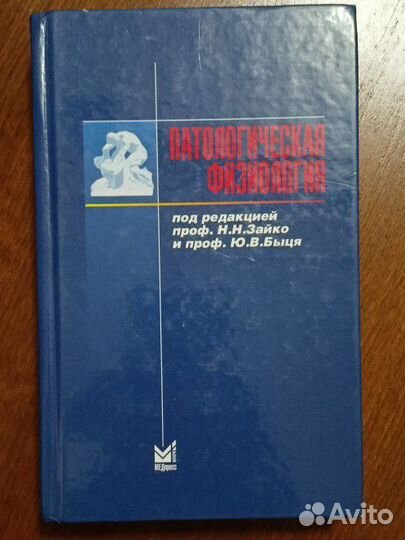 ПАТОЛОГИЧЕСКАЯ
ФИЗИОЛОГИЯ
под редакцией
проф. Н.Н.Зайко
и проф. Ю.В.Быця
МЕДпресс
Avito